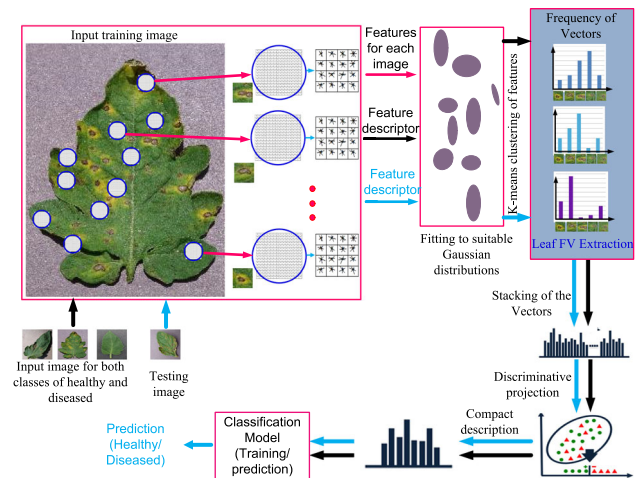 Input training image
Features
for each
image
Feature
descriptor
Feature
descriptor
Fitting to suitable
Gaussian
distributions
K-means clustering of features
Frequency of
Vectors
Leaf FV Extraction
Stacking of the
Vectors
Discriminative
projection
Compact
description
Classification
Model
(Training/
prediction)
Prediction
(Healthy/
Diseased)
Input image for both
classes of healthy and
diseased
Testing
image